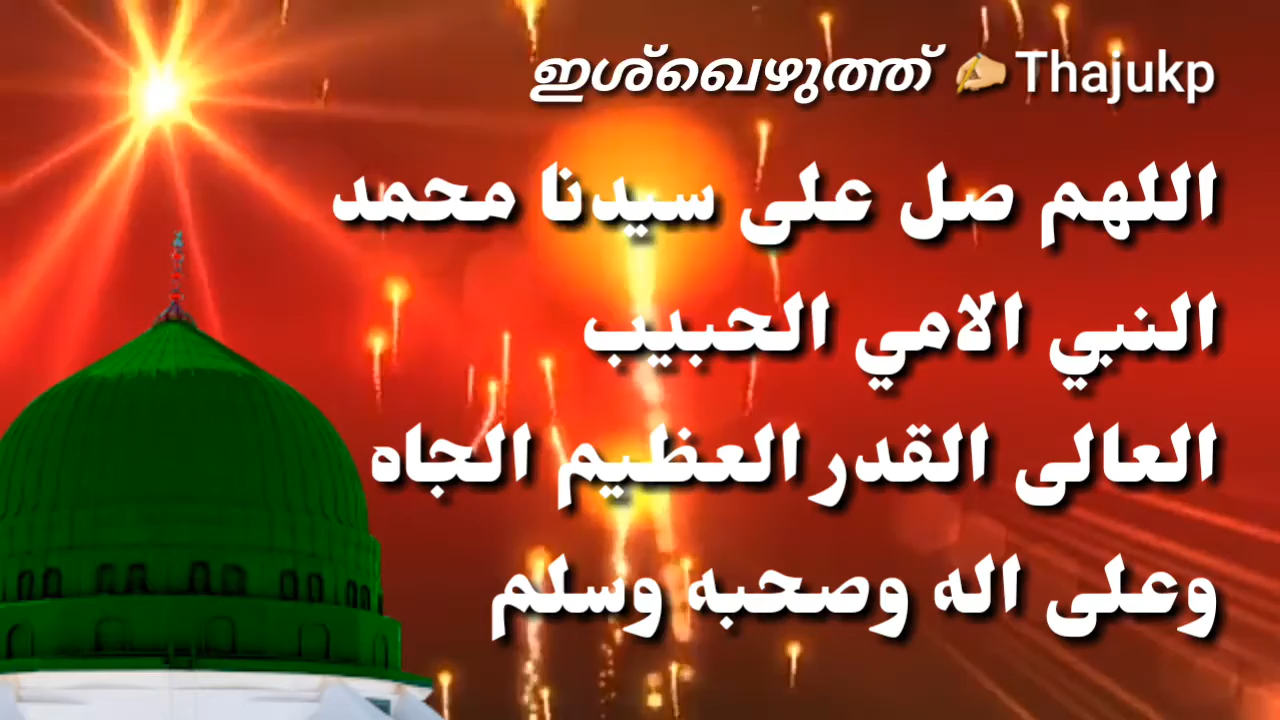 ഇശ്ഖെഴുത്ത് ✍🏼Thajukp
اللهم صل على سيدنا محمد
النبي الامي الحبيب
العالى القدر العظيم الجاه
وعلى اله وصحبه وسلم